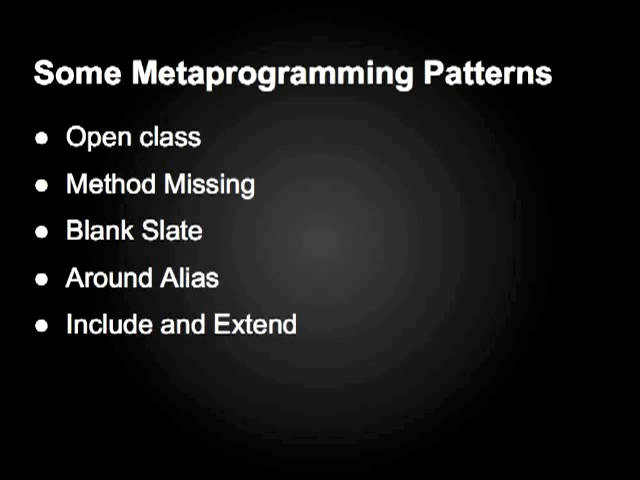 Some Metaprogramming Patterns
● Open class
● Method Missing
● Blank Slate
● Around Alias
● Include and Extend